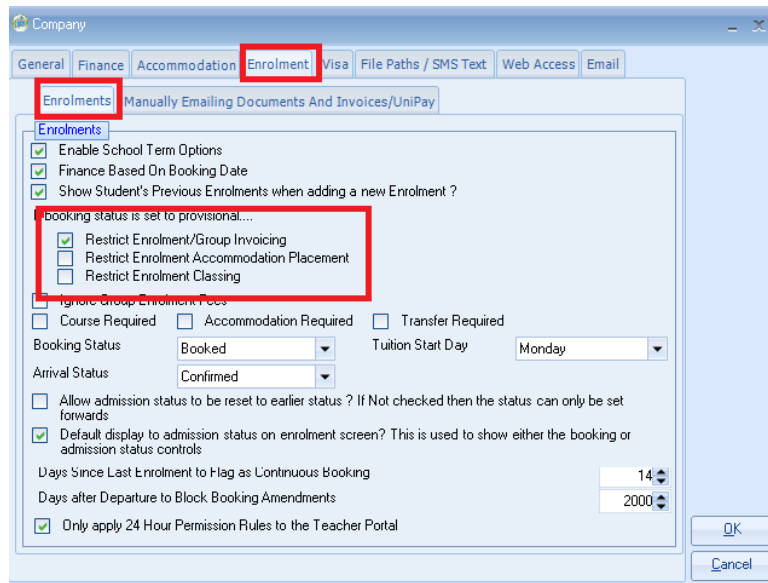 Company
General Finance Accommodation Enrolment Visa File Paths / SMS Text Web Access Email
Enrolments Manually Emailing Documents And Invoices/UniPay
Enrolments
Enable School Term Options
Finance Based On Booking Date
Show Student's Previous Enrolments when adding a new Enrolment ?
booking status is set to provisional....
Restrict Enrolment/Group Invoicing
Restrict Enrolment Accommodation Placement
Restrict Enrolment Classing
Ignore Group Enrolment Fees
Course Required Accommodation Required Transfer Required
Booking Status Booked Tuition Start Day Monday
Arrival Status Confirmed
Allow admission status to be reset to earlier status ? If Not checked then the status can only be set
forwards
Default display to admission status on enrolment screen? This is used to show either the booking or
admission status controls
Days Since Last Enrolment to Flag as Continuous Booking 14
Days after Departure to Block Booking Amendments 2000
Only apply 24 Hour Permission Rules to the Teacher Portal
OK
Cancel